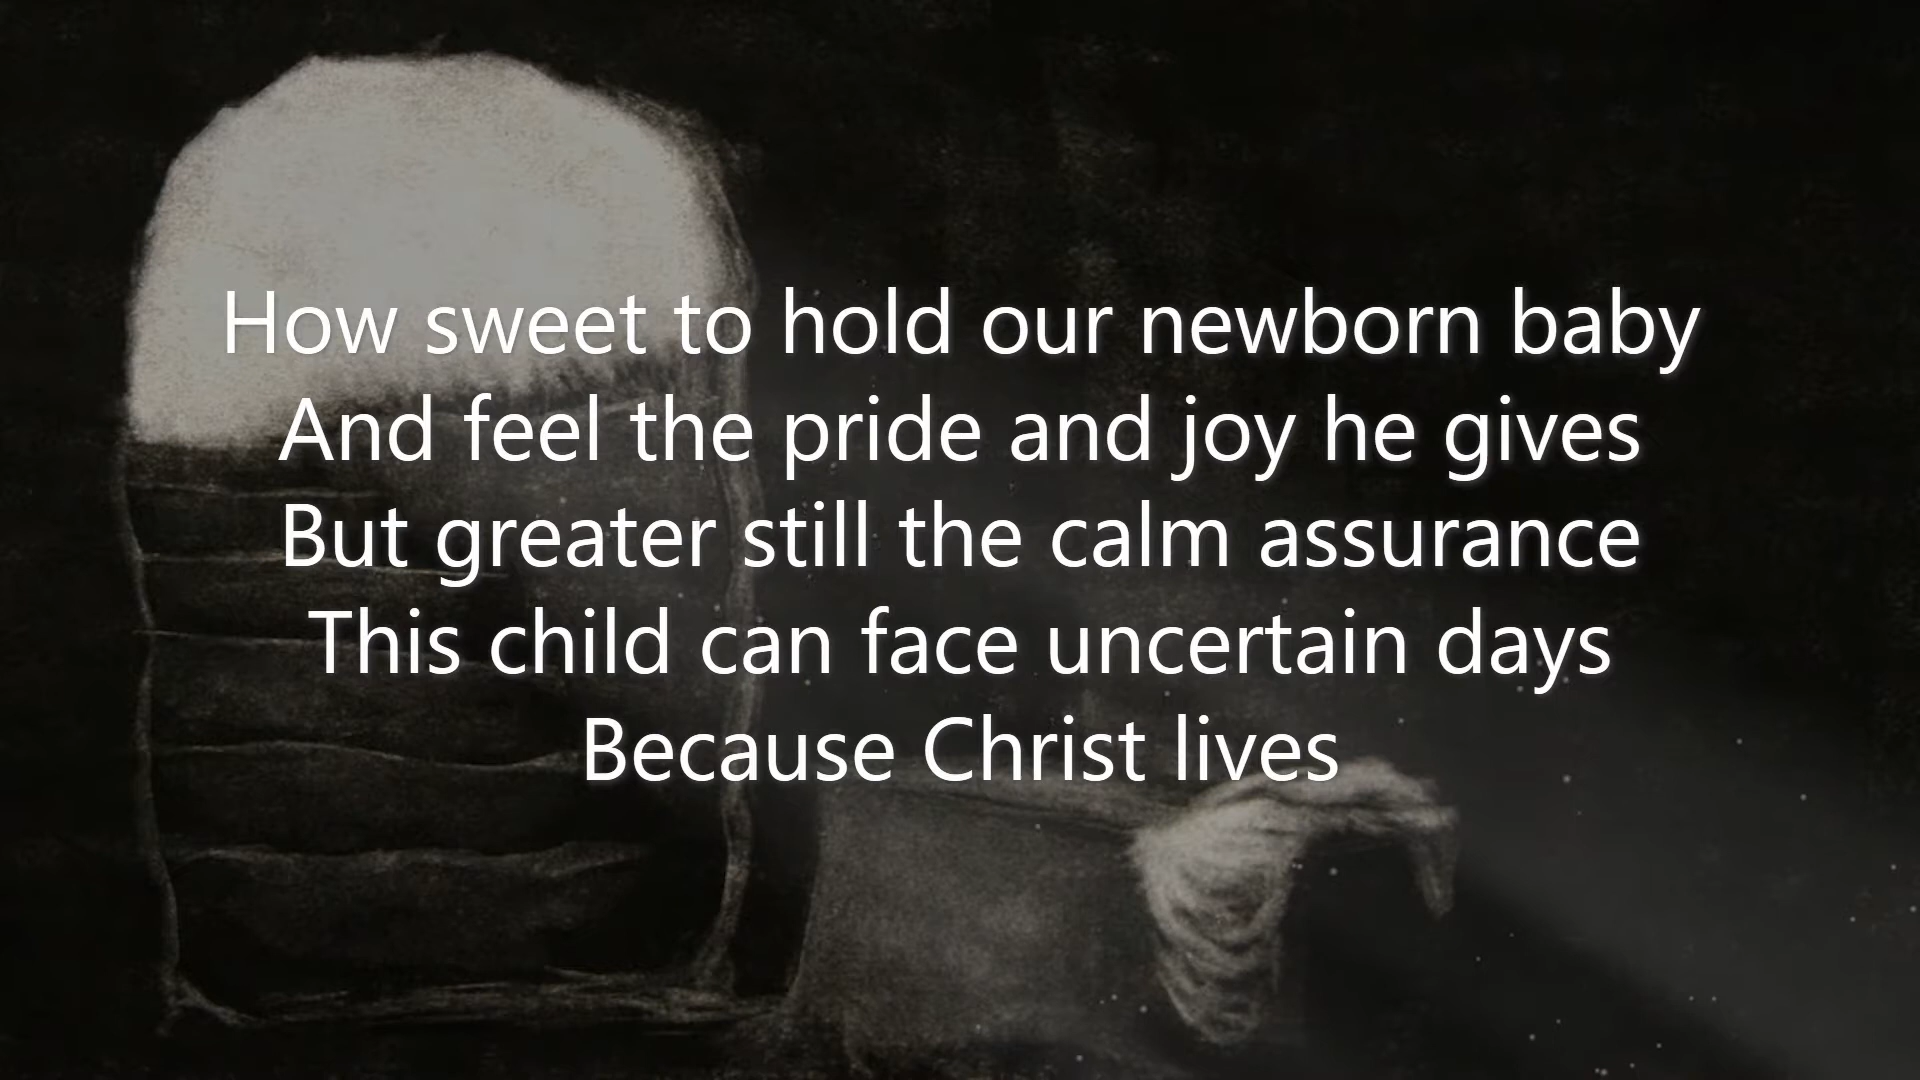 How sweet to hold our newborn baby
And feel the pride and joy he gives
But greater still the calm assurance
This child can face uncertain days
Because Christ lives